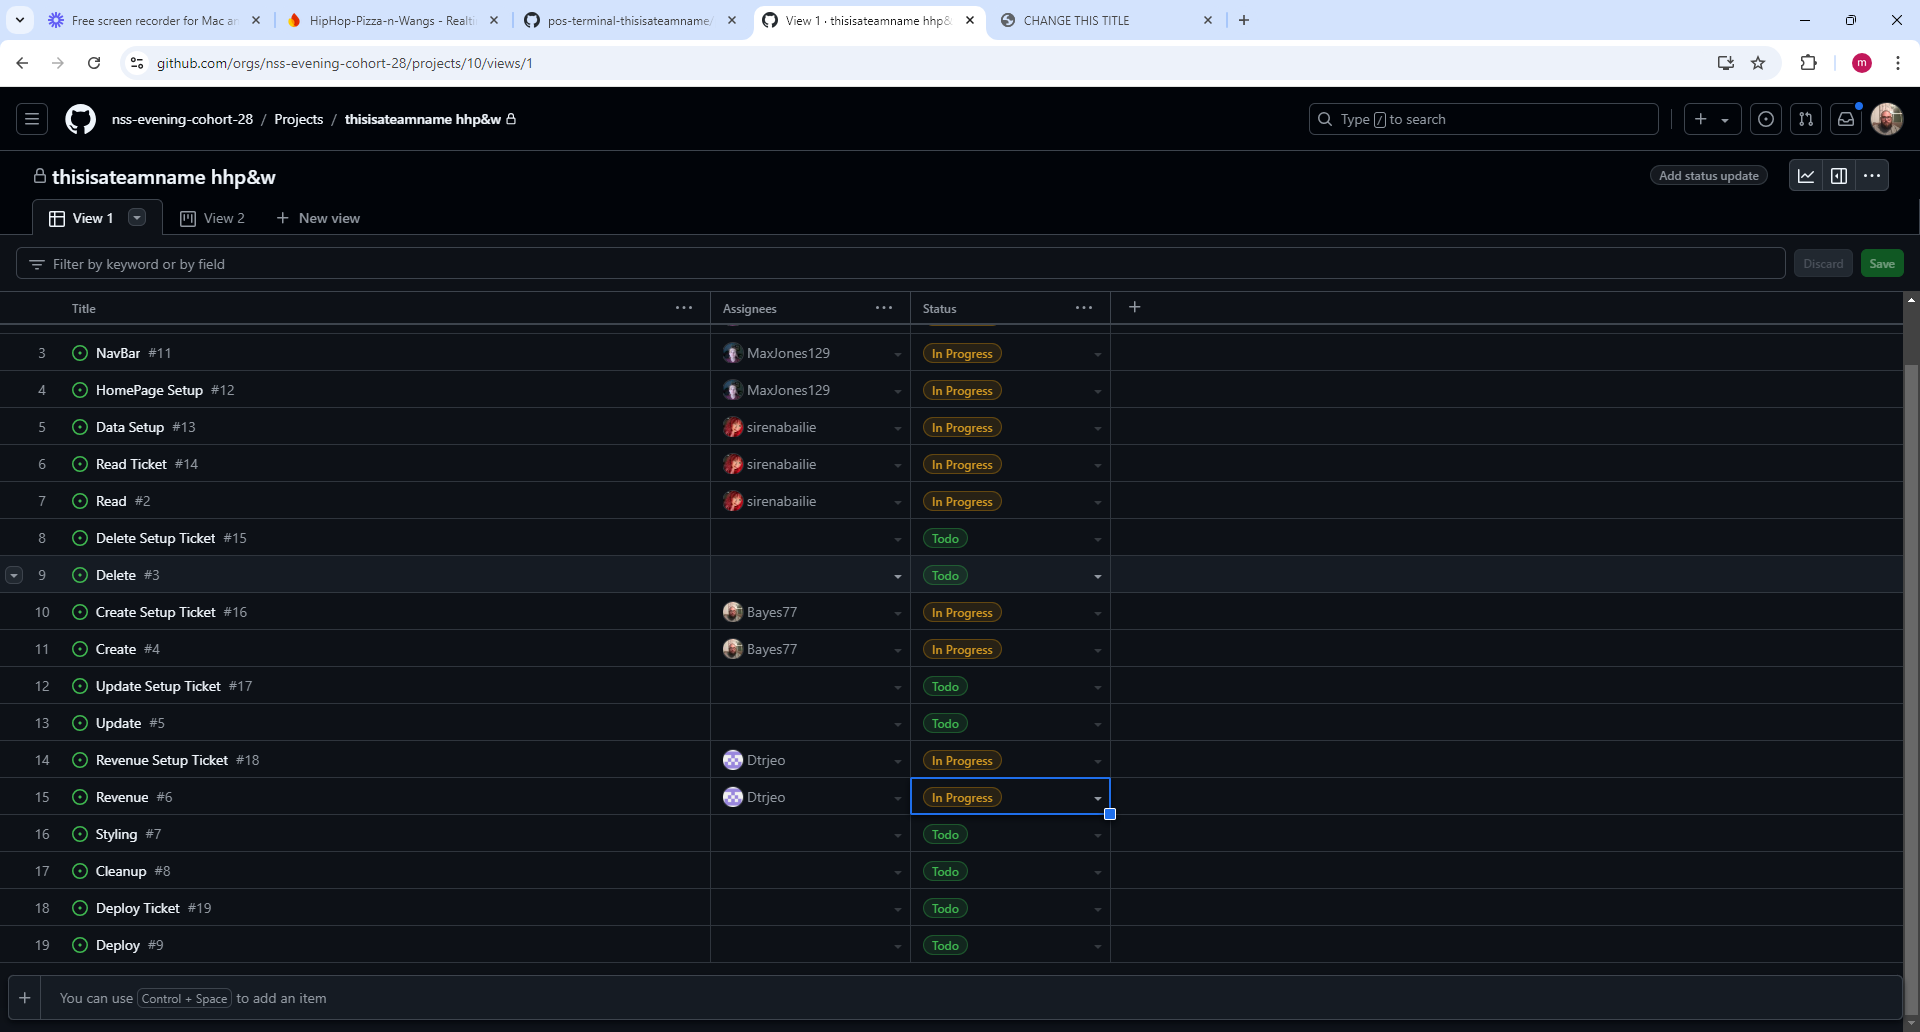 Free screen recorder for Mac an
HipHop-Pizza-n-Wangs - Realti
pos-terminal-thisisateamname/
View 1 · thisisateamname hhp&
CHANGE THIS TITLE
github.com/orgs/nss-evening-cohort-28/projects/10/views/1
m
nss-evening-cohort-28 / Projects / thisisateamname hhp&w
Type / to search
thisisateamname hhp&w
Add status update
View 1
View 2
New view
Filter by keyword or by field
Discard
Save
Title Assignees Status
3 NavBar #11 MaxJones129 In Progress
4 HomePage Setup #12 MaxJones129 In Progress
5 Data Setup #13 sirenabailie In Progress
6 Read Ticket #14 sirenabailie In Progress
7 Read #2 sirenabailie In Progress
8 Delete Setup Ticket #15 Todo
9 Delete #3 Todo
10 Create Setup Ticket #16 Bayes77 In Progress
11 Create #4 Bayes77 In Progress
12 Update Setup Ticket #17 Todo
13 Update #5 Todo
14 Revenue Setup Ticket #18 Dtrjeo In Progress
15 Revenue #6 Dtrjeo In Progress
16 Styling #7 Todo
17 Cleanup #8 Todo
18 Deploy Ticket #19 Todo
19 Deploy #9 Todo
You can use Control + Space to add an item